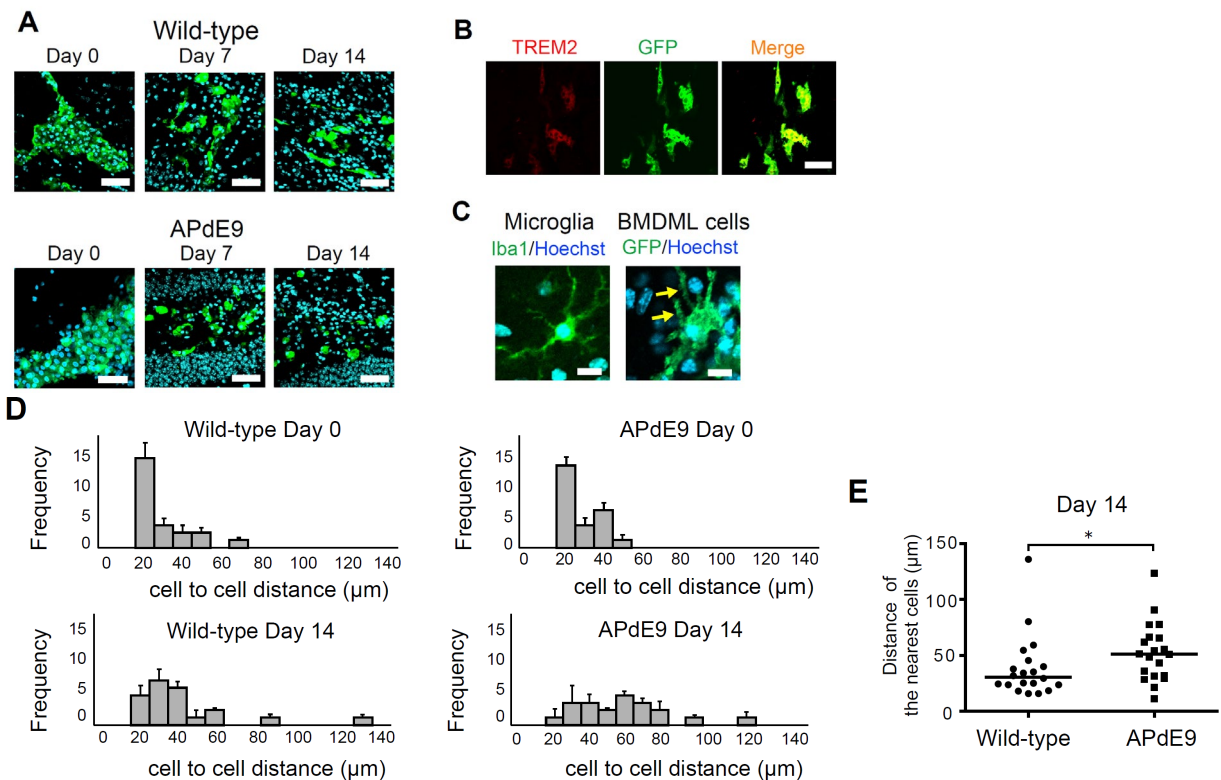 A
Wild-type
Day 0 Day 7 Day 14
APdE9
Day 0 Day 7 Day 14
B
TREM2 GFP Merge
C
Microglia BMDML cells
Iba1/Hoechst GFP/Hoechst
D
Wild-type Day 0
Frequency
15
10
5
0
0 20 40 60 80 100 120 140
cell to cell distance (µm)
APdE9 Day 0
Frequency
15
10
5
0
0 20 40 60 80 100 120 140
cell to cell distance (µm)
Wild-type Day 14
Frequency
15
10
5
0
0 20 40 60 80 100 120 140
cell to cell distance (µm)
APdE9 Day 14
Frequency
15
10
5
0
0 20 40 60 80 100 120 140
cell to cell distance (µm)
E
Day 14
*
Distance of
the nearest cells (µm)
150
100
50
0
Wild-type APdE9